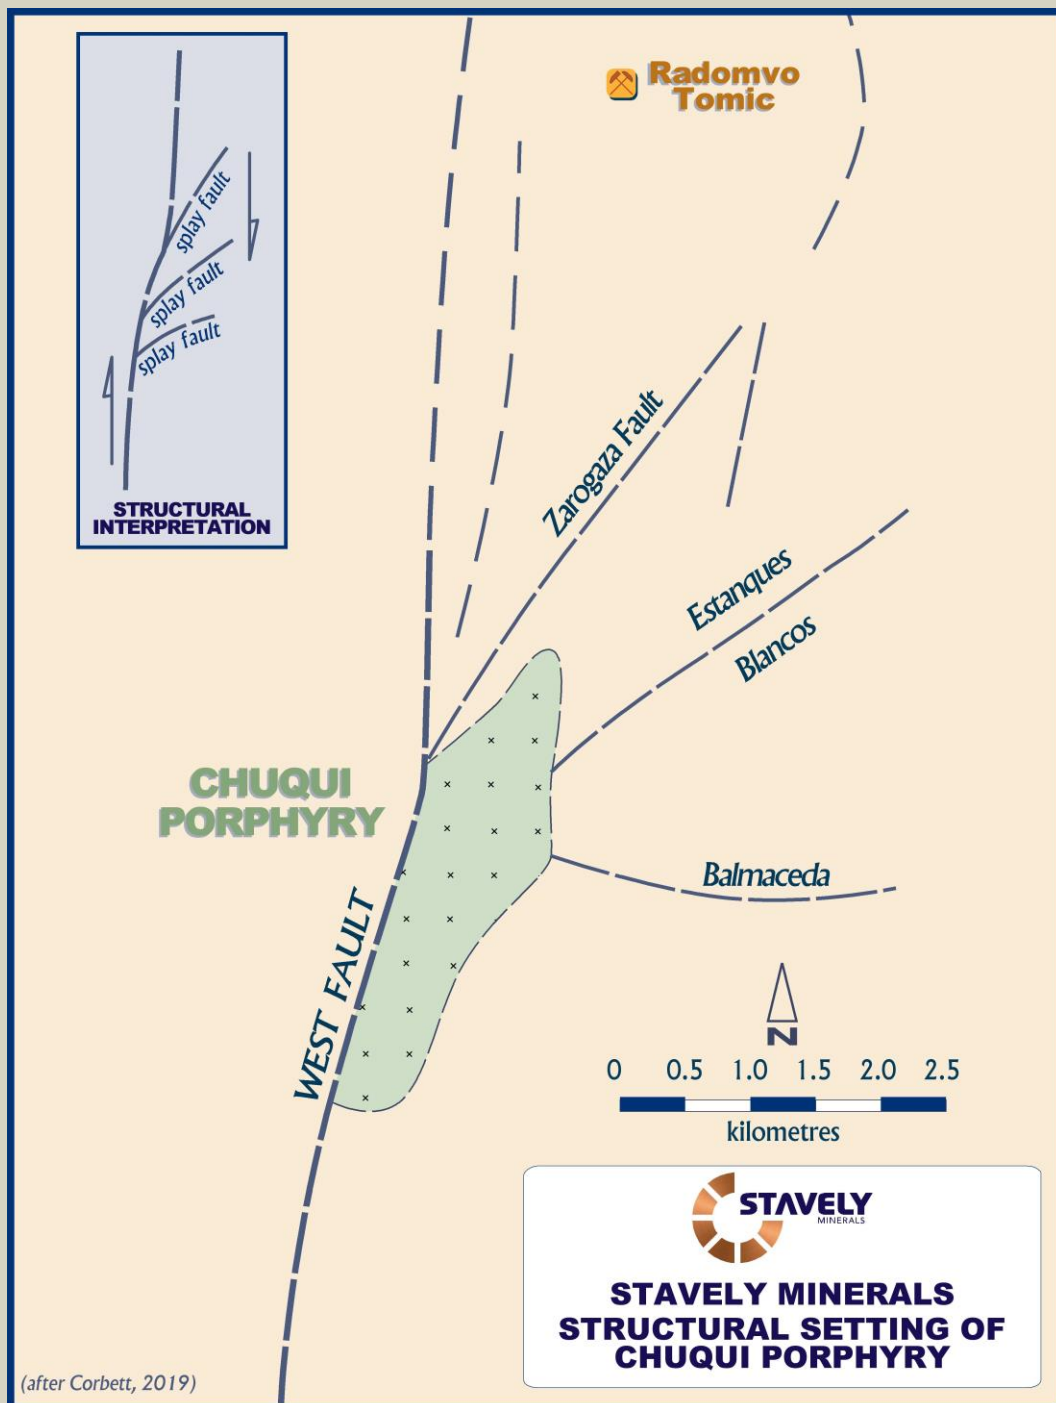 Radomvo
Tomic
splay fault
splay fault
splay fault
STRUCTURAL
INTERPRETATION
Zarogaza Fault
Estanques
Blancos
CHUQUI
PORPHYRY
Balmaceda
WEST FAULT
N
0 0.5 1.0 1.5 2.0 2.5
kilometres
STAVELY
MINERALS
STAVELY MINERALS
STRUCTURAL SETTING OF
CHUQUI PORPHYRY
(after Corbett, 2019)